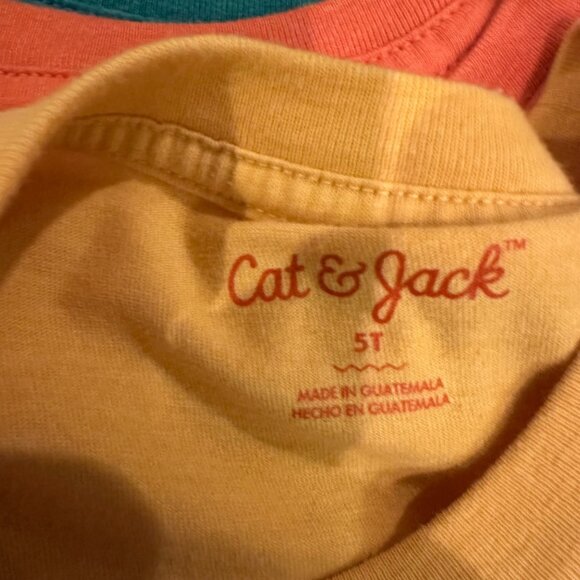 Cat & Jack™
5T
MADE IN GUATEMALA
HECHO EN GUATEMALA